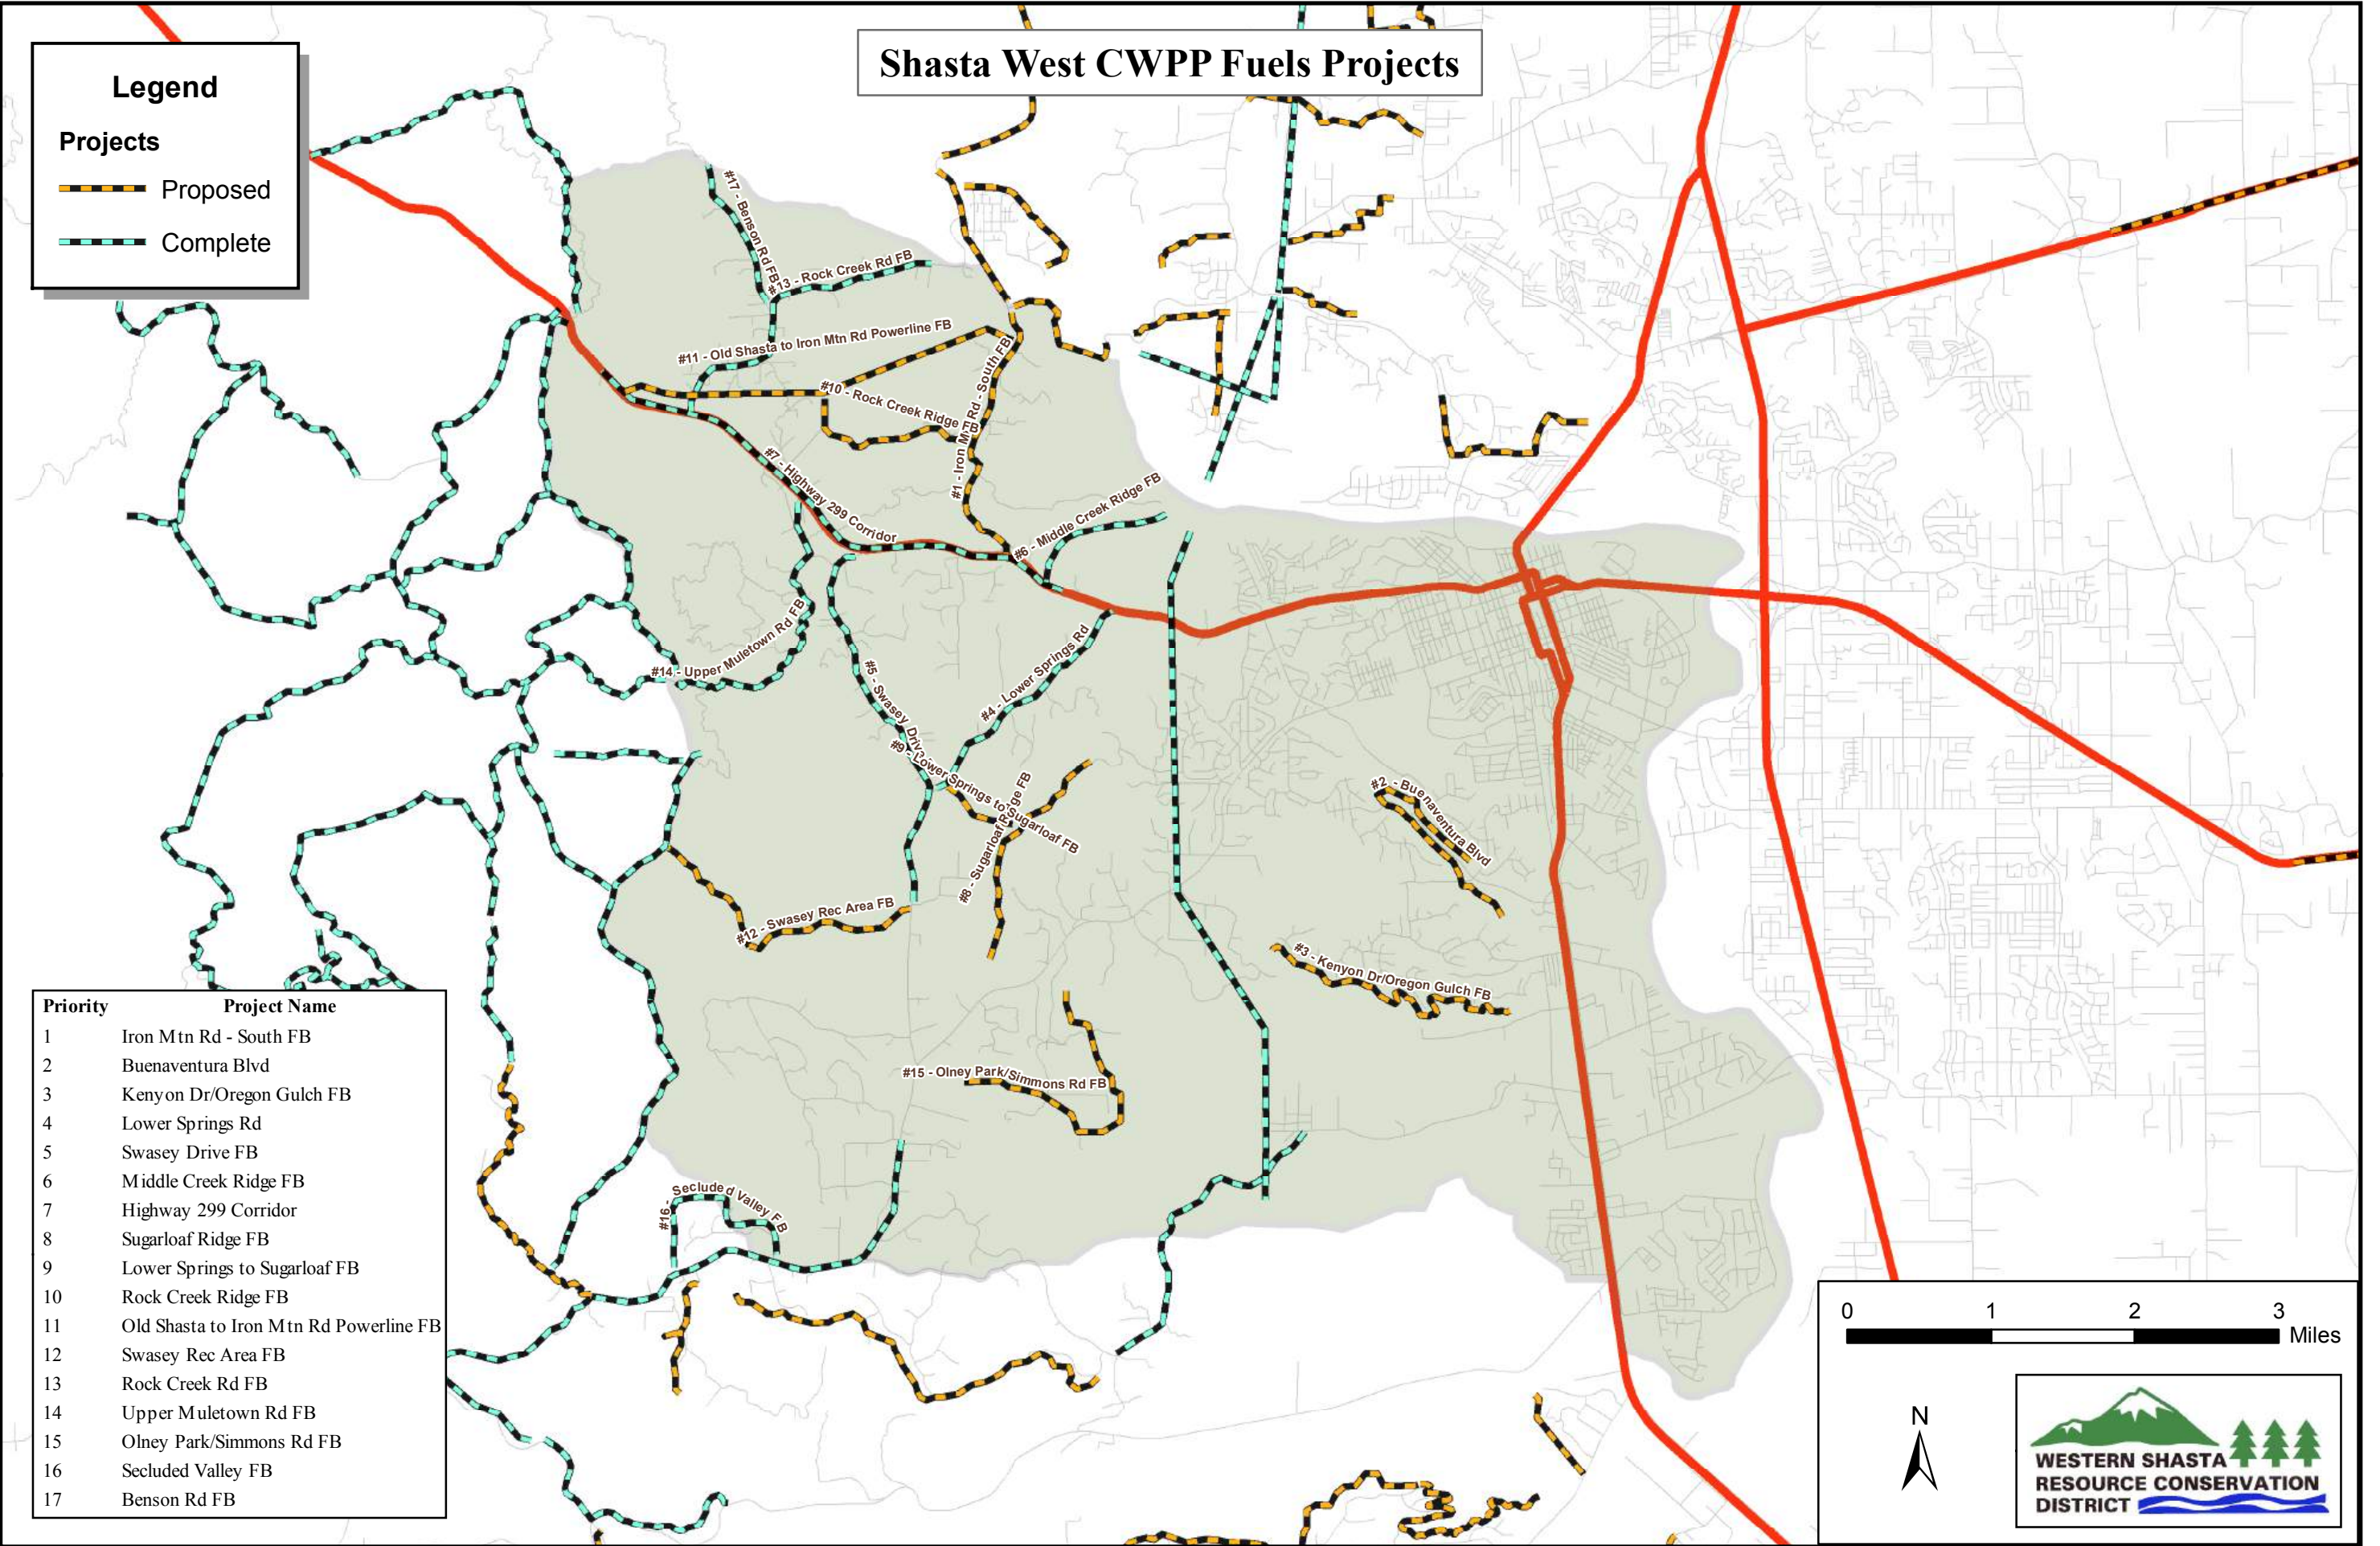 Shasta West CWPP Fuels Projects
Legend
Projects
Proposed
Complete
#17 - Benson Rd FB
#13 - Rock Creek Rd FB
#11 - Old Shasta to Iron Mtn Rd Powerline FB
#10 - Rock Creek Ridge FB
#1 - Iron Mtn Rd - South FB
#7 - Highway 299 Corridor
#6 - Middle Creek Ridge FB
#14 - Upper Muletown Rd FB
#5 - Swasey Drive
#4 - Lower Springs Rd
#9 - Lower Springs to Sugarloaf FB
#8 - Sugarloaf Ridge FB
#2 - Buenaventura Blvd
#12 - Swasey Rec Area FB
#3 - Kenyon Dr/Oregon Gulch FB
#15 - Olney Park/Simmons Rd FB
#16 - Secluded Valley FB
Priority Project Name
1 Iron Mtn Rd - South FB
2 Buenaventura Blvd
3 Kenyon Dr/Oregon Gulch FB
4 Lower Springs Rd
5 Swasey Drive FB
6 Middle Creek Ridge FB
7 Highway 299 Corridor
8 Sugarloaf Ridge FB
9 Lower Springs to Sugarloaf FB
10 Rock Creek Ridge FB
11 Old Shasta to Iron Mtn Rd Powerline FB
12 Swasey Rec Area FB
13 Rock Creek Rd FB
14 Upper Muletown Rd FB
15 Olney Park/Simmons Rd FB
16 Secluded Valley FB
17 Benson Rd FB
0 1 2 3
Miles
N
WESTERN SHASTA
RESOURCE CONSERVATION
DISTRICT